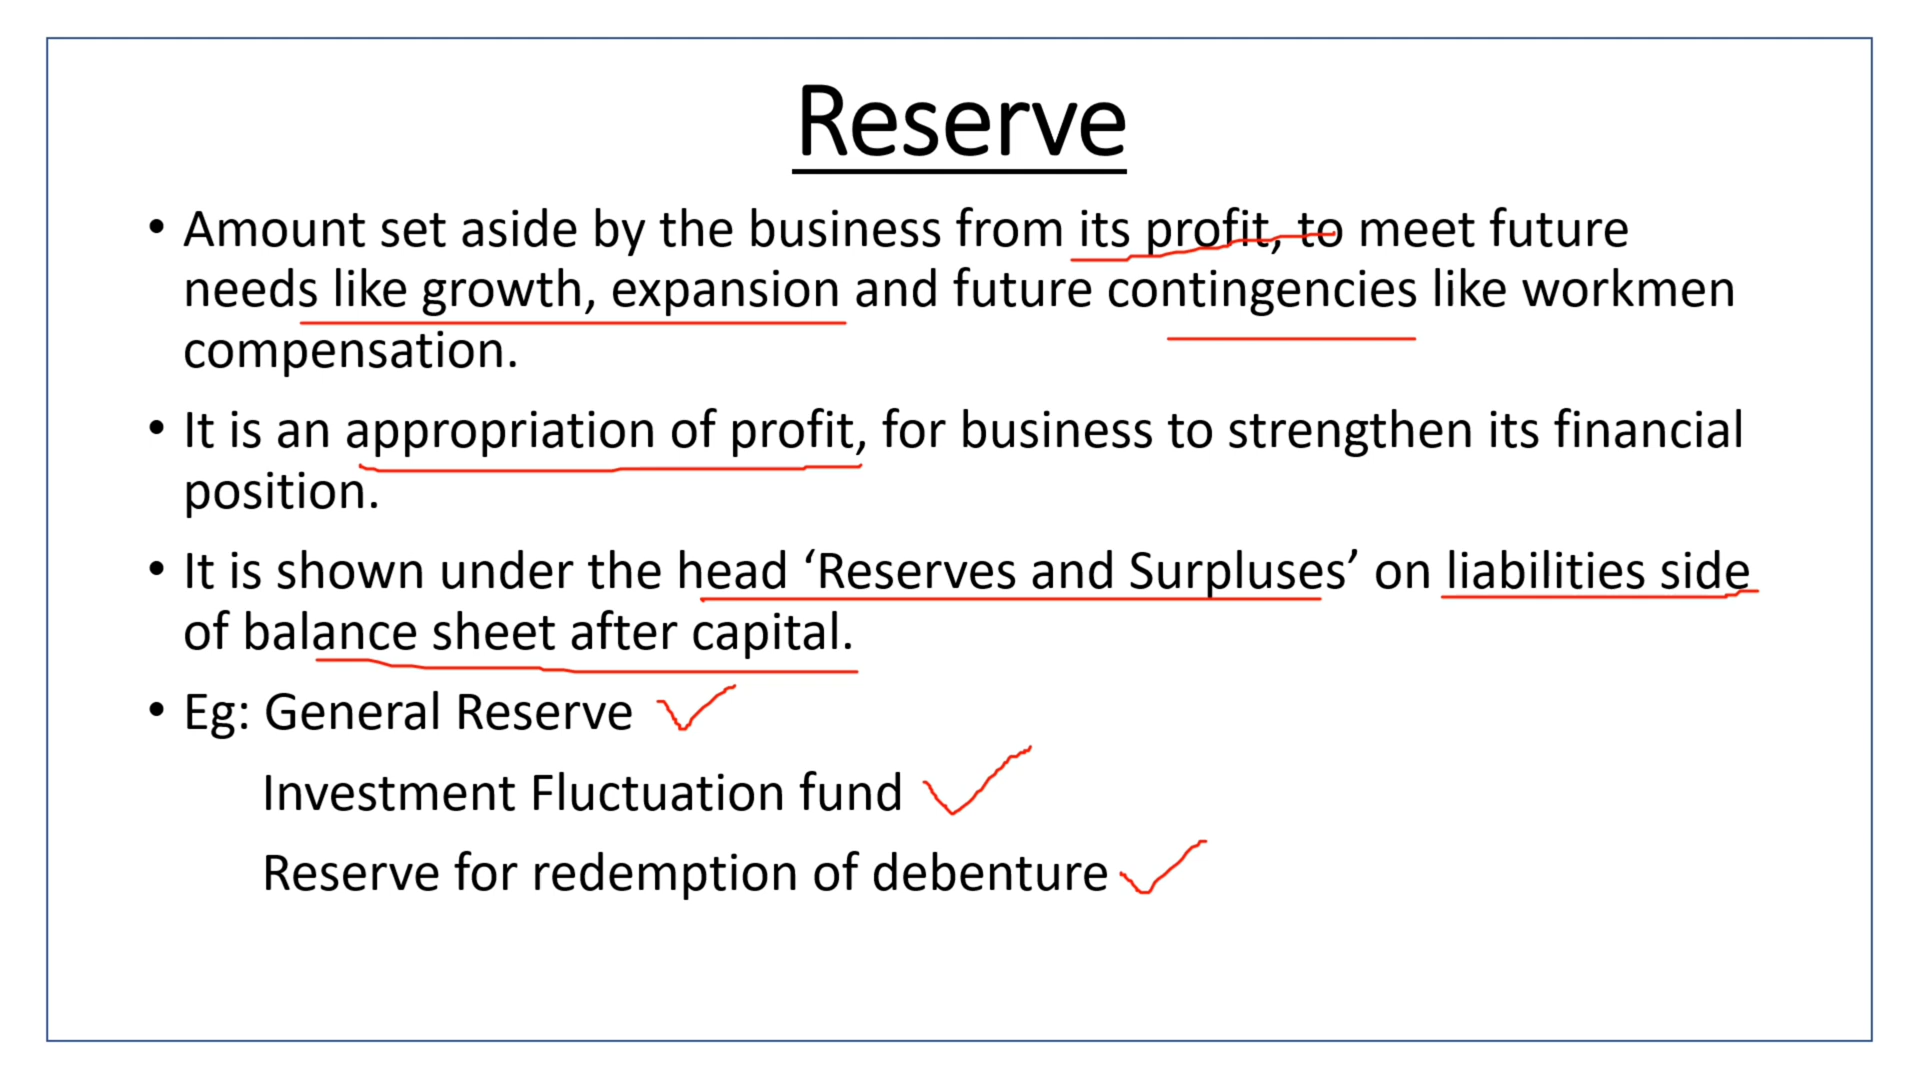 Reserve
• Amount set aside by the business from its profit, to meet future
needs like growth, expansion and future contingencies like workmen
compensation.
• It is an appropriation of profit, for business to strengthen its financial
position.
• It is shown under the head ‘Reserves and Surpluses’ on liabilities side
of balance sheet after capital.
• Eg: General Reserve
Investment Fluctuation fund
Reserve for redemption of debenture